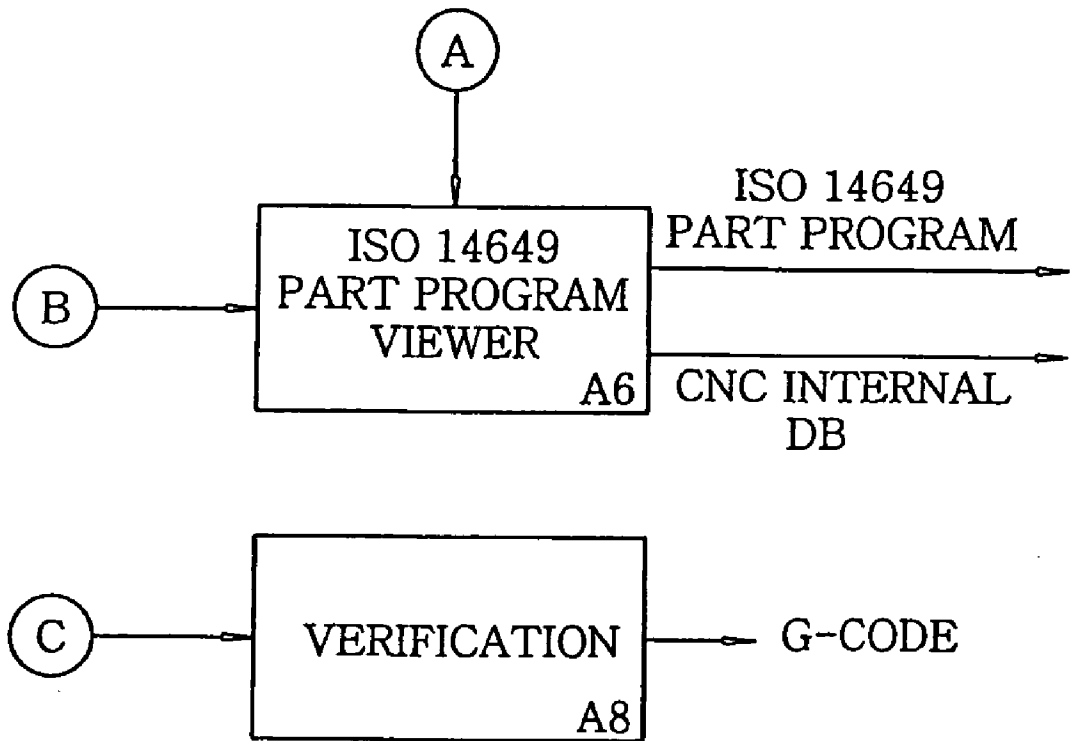 A
ISO 14649
PART PROGRAM
ISO 14649
PART PROGRAM
VIEWER
A6
B
CNC INTERNAL
DB
C
VERIFICATION
A8
G-CODE